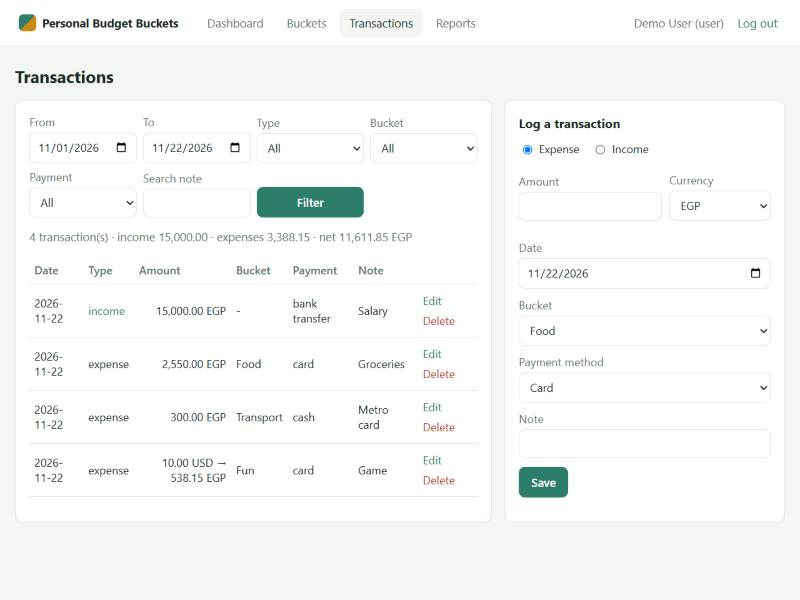 Personal Budget Buckets Dashboard Buckets Transactions Reports Demo User (user) Log out
Transactions
From To Type Bucket
11/01/2026 11/22/2026 All All
Payment Search note
All Filter
4 transaction(s) · income 15,000.00 · expenses 3,388.15 · net 11,611.85 EGP
Date Type Amount Bucket Payment Note
2026-11-22 income 15,000.00 EGP - bank transfer Salary Edit Delete
2026-11-22 expense 2,550.00 EGP Food card Groceries Edit Delete
2026-11-22 expense 300.00 EGP Transport cash Metro card Edit Delete
2026-11-22 expense 10.00 USD → 538.15 EGP Fun card Game Edit Delete
Log a transaction
Expense Income
Amount Currency
EGP
Date
11/22/2026
Bucket
Food
Payment method
Card
Note
Save